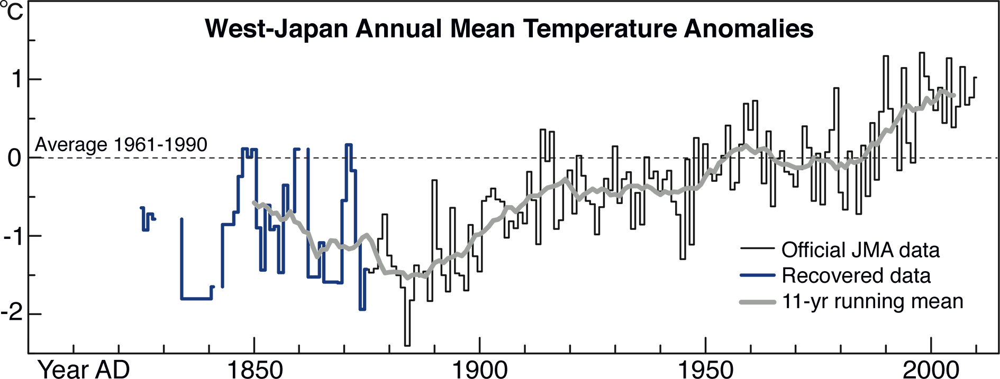 °C
West-Japan Annual Mean Temperature Anomalies
1
Average 1961-1990
0
-1
Official JMA data
Recovered data
11-yr running mean
-2
Year AD 1850 1900 1950 2000